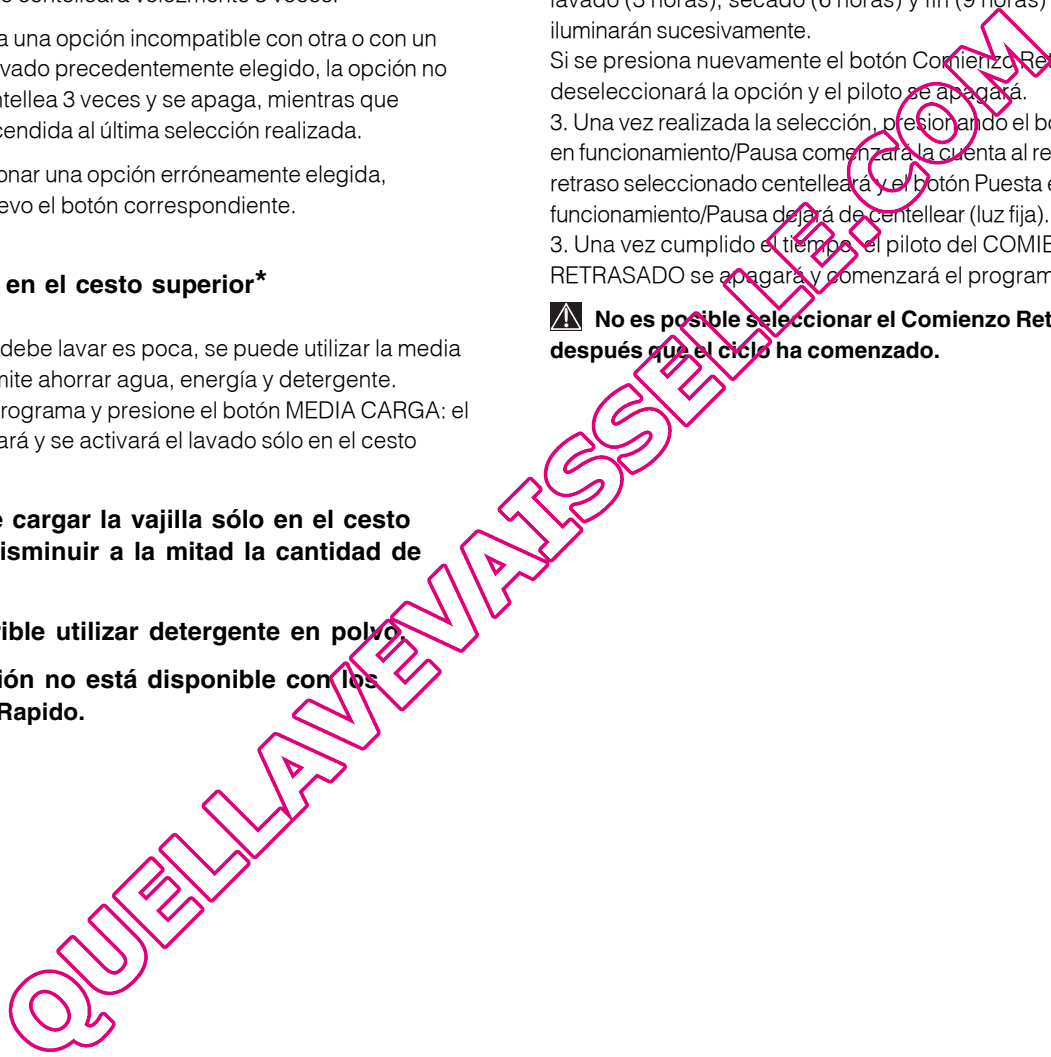 a una opción incompatible con otra o con un
vado precedentemente elegido, la opción no
ntellea 3 veces y se apaga, mientras que
cendida al última selección realizada.
onar una opción erróneamente elegida,
evo el botón correspondiente.
en el cesto superior*
debe lavar es poca, se puede utilizar la media
mite ahorrar agua, energía y detergente.
rograma y presione el botón MEDIA CARGA: el
ará y se activará el lavado sólo en el cesto
e cargar la vajilla sólo en el cesto
isminuir a la mitad la cantidad de
rible utilizar detergente en polvo.
ión no está disponible con los
Rapido.
lavado (3 horas), secado (6 horas) y fin (9 horas)
iluminarán sucesivamente.
Si se presiona nuevamente el botón Comienzo Ret
deseleccionará la opción y el piloto se apagará.
3. Una vez realizada la selección, presionando el bo
en funcionamiento/Pausa comenzará la cuenta al re
retraso seleccionado centelleará y el botón Puesta e
funcionamiento/Pausa dejará de centellear (luz fija).
3. Una vez cumplido el tiempo, el piloto del COMIE
RETRASADO se apagará y comenzará el program
No es posible seleccionar el Comienzo Ret
después que el ciclo ha comenzado.
QUELLAVEVAISSELLE.COM